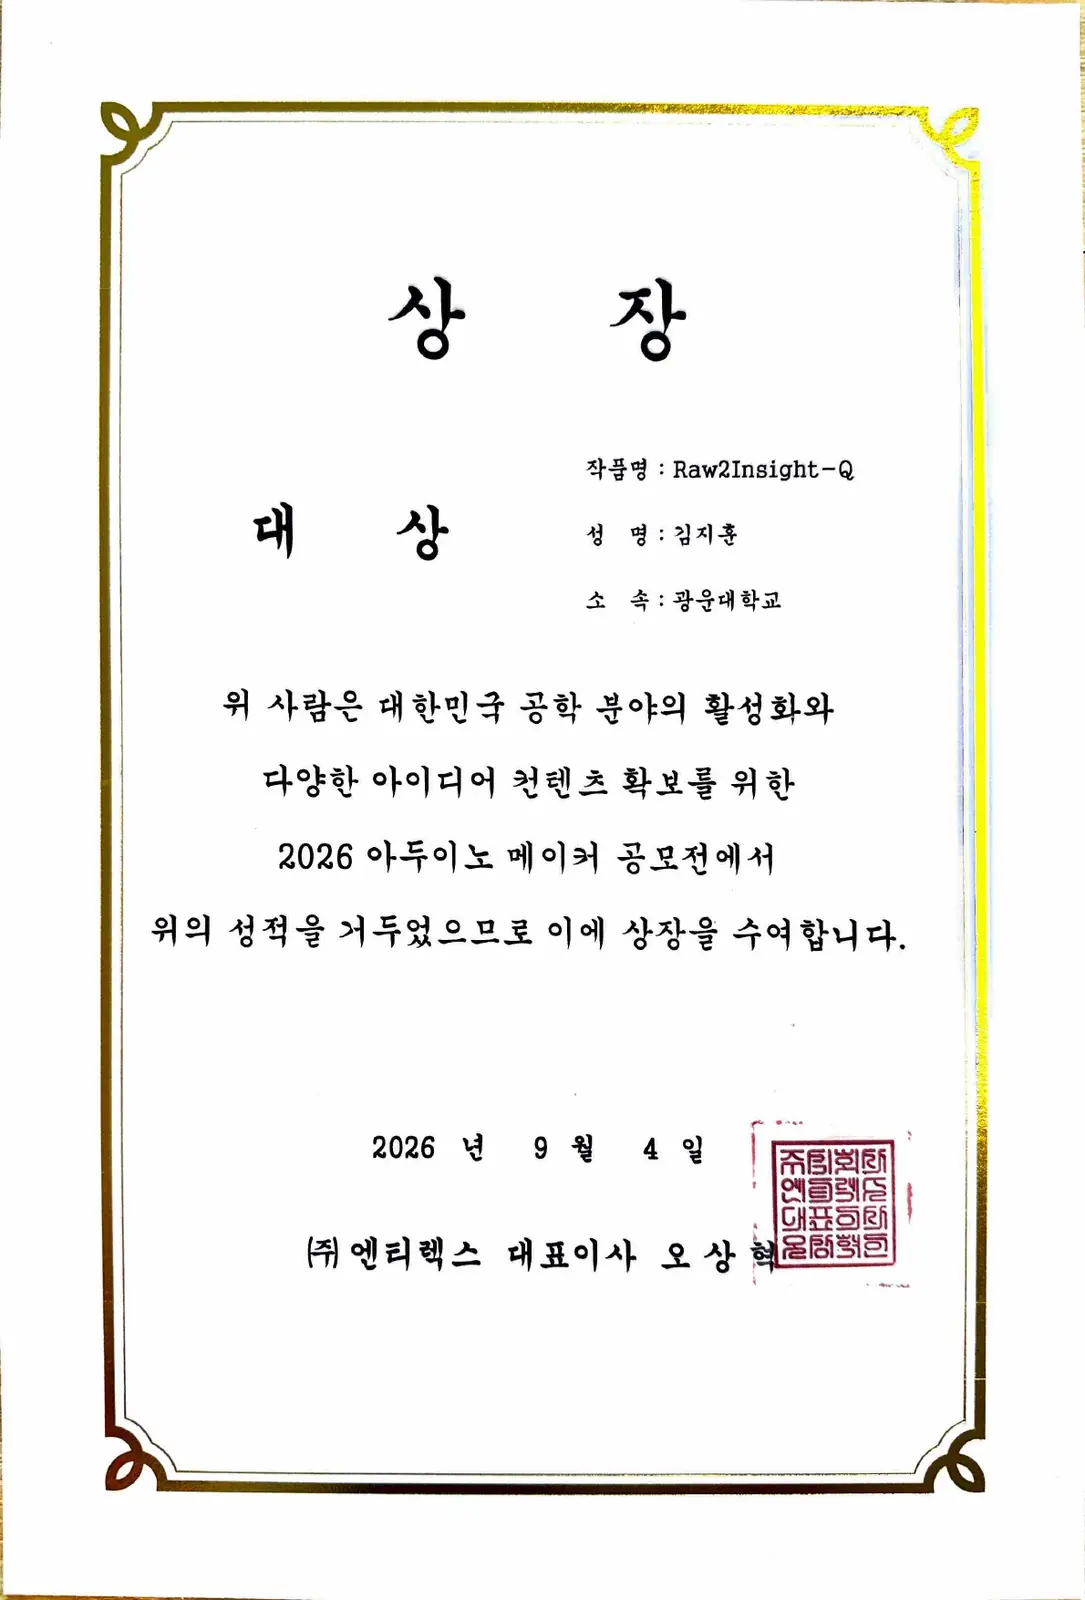 상 장
대 상
작품명 : Raw2Insight-Q
성 명 : 김지훈
소 속 : 광운대학교
위 사람은 대한민국 공학 분야의 활성화와
다양한 아이디어 컨텐츠 확보를 위한
2026 아두이노 메이커 공모전에서
위의 성적을 거두었으므로 이에 상장을 수여합니다.
2026 년 9 월 4 일
㈜엔티렉스 대표이사 오상혁